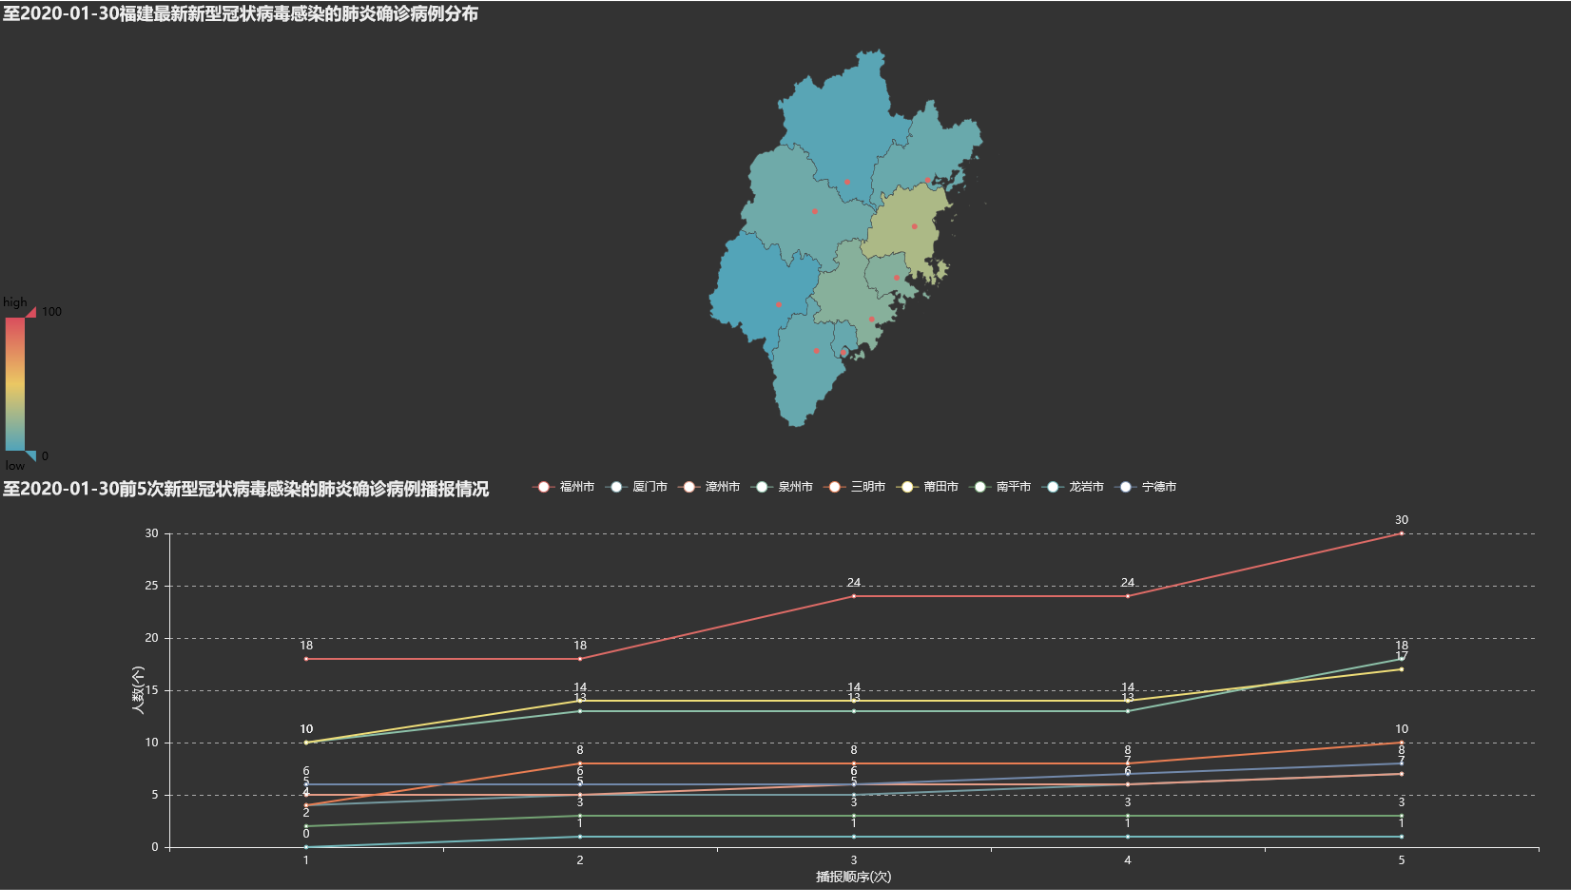 至2020-01-30福建最新新型冠状病毒感染的肺炎确诊病例分布
high
100
0
low
至2020-01-30前5次新型冠状病毒感染的肺炎确诊病例播报情况
福州市 厦门市 漳州市 泉州市 三明市 莆田市 南平市 龙岩市 宁德市
人数(个)
30
25
20
15
10
5
0
30
24 24
18 18 18
17
14 14 14
13 13 13
10 10
8 8 8 8
7 7
6 6 6 6
5 5
4
3 3 3 3
2
1 1 1 1
0
1 2 3 4 5
播报顺序(次)